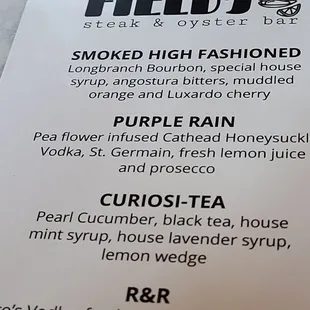 FIELD'S
steak & oyster bar
SMOKED HIGH FASHIONED
Longbranch Bourbon, special house
syrup, angostura bitters, muddled
orange and Luxardo cherry
PURPLE RAIN
Pea flower infused Cathead Honeysuckl
Vodka, St. Germain, fresh lemon juice
and prosecco
CURIOSI-TEA
Pearl Cucumber, black tea, house
mint syrup, house lavender syrup,
lemon wedge
R&R
Vodka